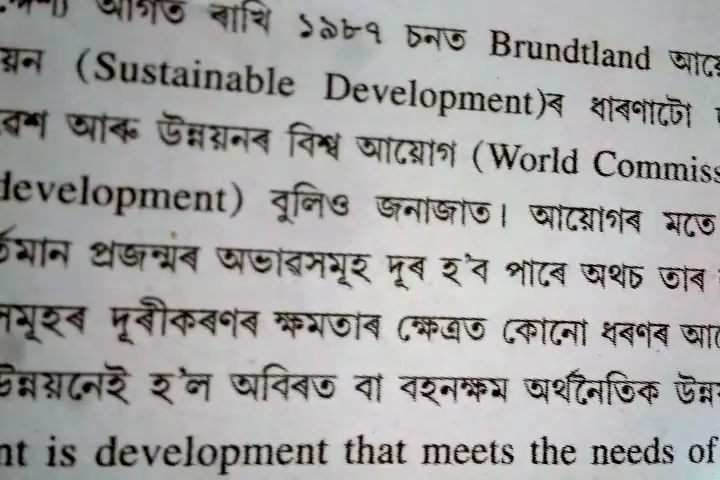 আগত ৰাখি ১৯৮৭ চনত Brundtland
য়ন (Sustainable Development)ৰ ধাৰণাটো
ৱেশ আৰু উন্নয়নৰ বিশ্ব আয়োগ (World Commiss
development) বুলিও জনাজাত। আয়োগৰ মতে
ৰ্তমান প্ৰজন্মৰ অভাৱসমূহ দূৰ হ'ব পাৰে অথচ তাৰ
সমূহৰ দূৰীকৰণৰ ক্ষমতাৰ ক্ষেত্ৰত কোনো ধৰণৰ
উন্নয়নেই হ'ল অবিৰত বা বহনক্ষম অৰ্থনৈতিক
nt is development that meets the needs of